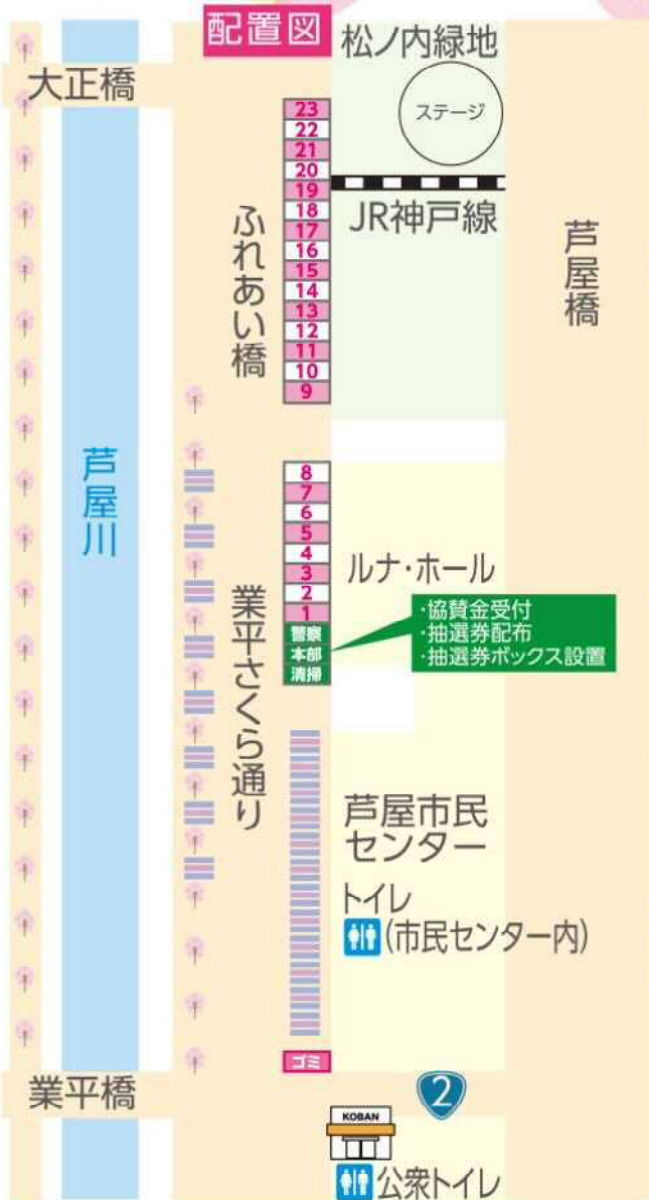 配置図
松ノ内緑地
大正橋
ステージ
23
22
21
20
19
18
17
16
15
14
13
12
11
10
9
JR神戸線
ふれあい橋
芦屋橋
芦屋川
8
7
6
5
4
3
2
1
警察
本部
清掃
ルナ・ホール
・協賛金受付
・抽選券配布
・抽選券ボックス設置
業平さくら通り
芦屋市民
センター
トイレ
(市民センター内)
ゴミ
業平橋
2
KOBAN
公衆トイレ